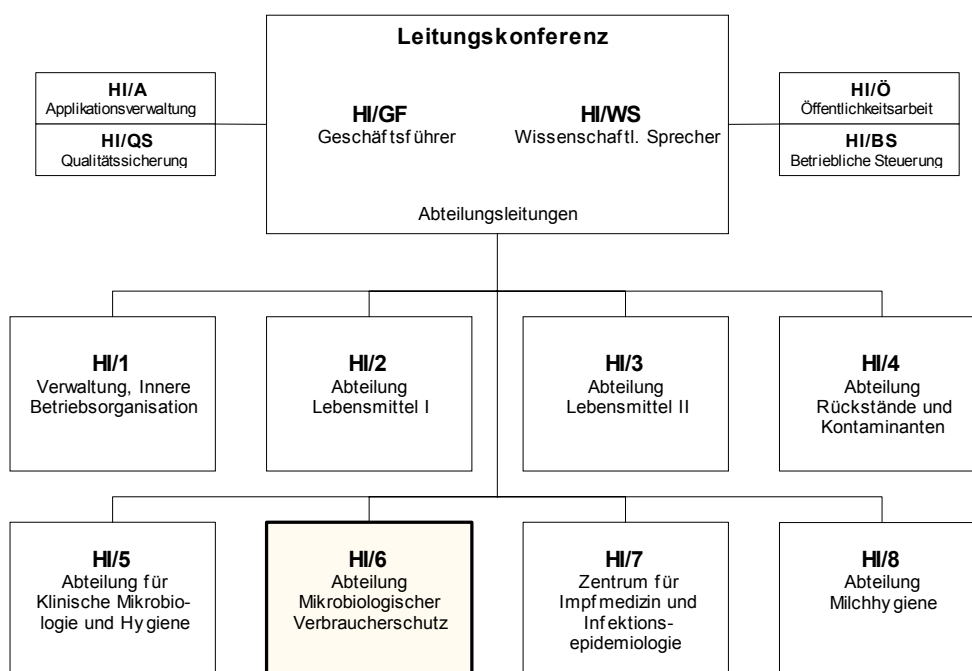 Leitungskonferenz
HI/A
Applikationsverwaltung
HI/QS
Qualitätssicherung
HI/GF
Geschäftsführer
HI/WS
Wissenschaftl. Sprecher
HI/Ö
Öffentlichkeitsarbeit
HI/BS
Betriebliche Steuerung
Abteilungsleitungen
HI/1
Verwaltung, Innere
Betriebsorganisation
HI/2
Abteilung
Lebensmittel I
HI/3
Abteilung
Lebensmittel II
HI/4
Abteilung
Rückstände und
Kontaminanten
HI/5
Abteilung für
Klinische Mikrobio-
logie und Hygiene
HI/6
Abteilung
Mikrobiologischer
Verbraucherschutz
HI/7
Zentrum für
Impfmedizin und
Infektions-
epidemiologie
HI/8
Abteilung
Milchhygiene